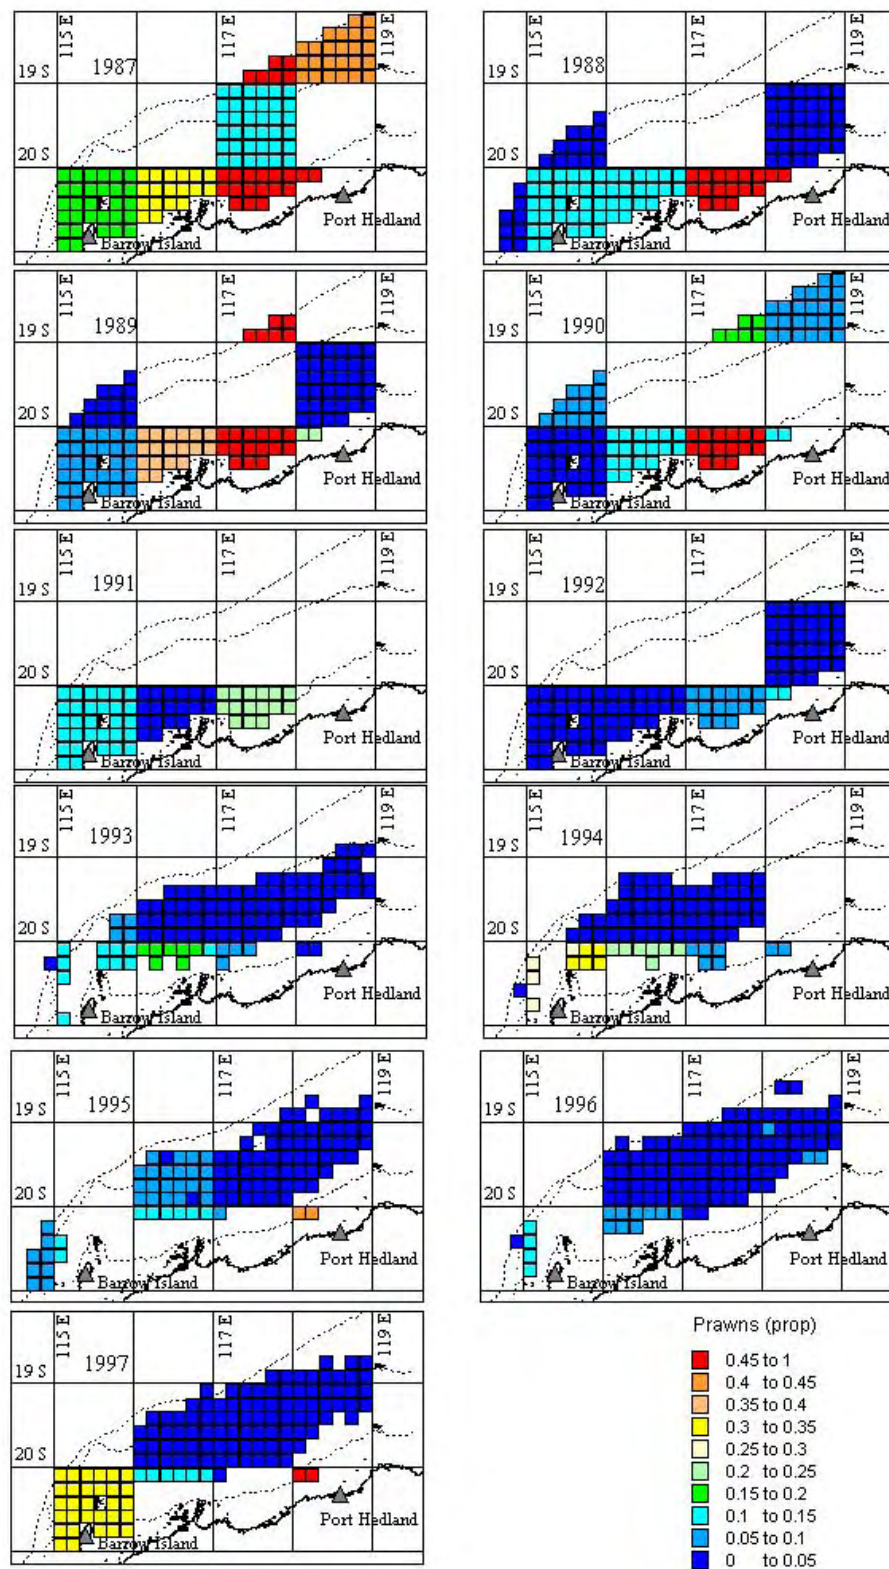 115 E
117 E
119 E
19 S
1987
20 S
Port Hedland
Barrow Island
19 S
1988
20 S
Port Hedland
Barrow Island
115 E
117 E
119 E
19 S
1989
20 S
Port Hedland
Barrow Island
115 E
117 E
119 E
19 S
1990
20 S
Port Hedland
Barrow Island
115 E
117 E
119 E
19 S
1991
20 S
Port Hedland
Barrow Island
115 E
117 E
119 E
19 S
1992
20 S
Port Hedland
Barrow Island
115 E
117 E
119 E
19 S
1993
20 S
Port Hedland
Barrow Island
115 E
117 E
119 E
19 S
1994
20 S
Port Hedland
Barrow Island
115 E
117 E
119 E
19 S
1995
20 S
Port Hedland
Barrow Island
115 E
117 E
119 E
19 S
1996
20 S
Port Hedland
Barrow Island
115 E
117 E
119 E
19 S
1997
20 S
Port Hedland
Barrow Island
Prawns (prop)
0.45 to 1
0.4 to 0.45
0.35 to 0.4
0.3 to 0.35
0.25 to 0.3
0.2 to 0.25
0.15 to 0.2
0.1 to 0.15
0.05 to 0.1
0 to 0.05